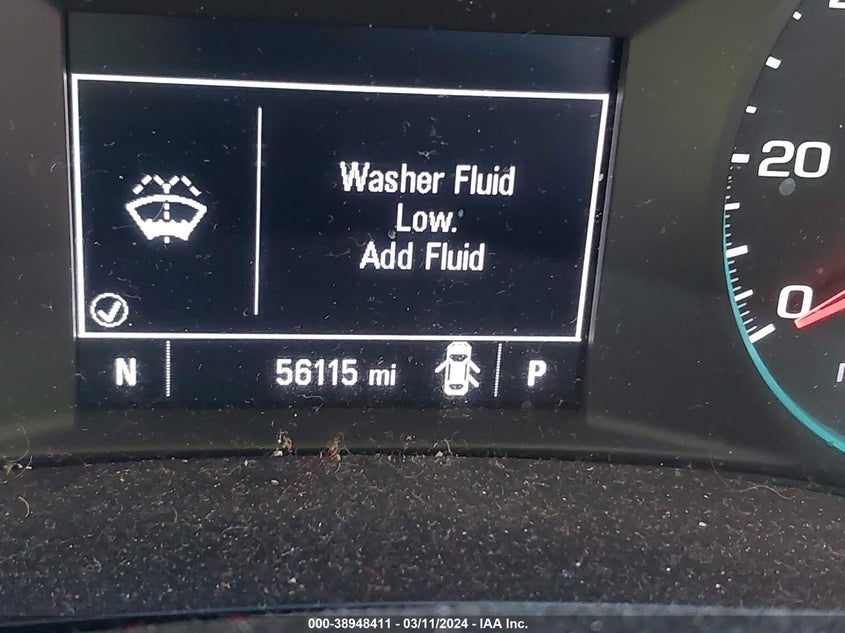 Washer Fluid
Low.
Add Fluid
N 56115 mi P
20
0
000-38948411 - 03/11/2024 - IAA Inc.